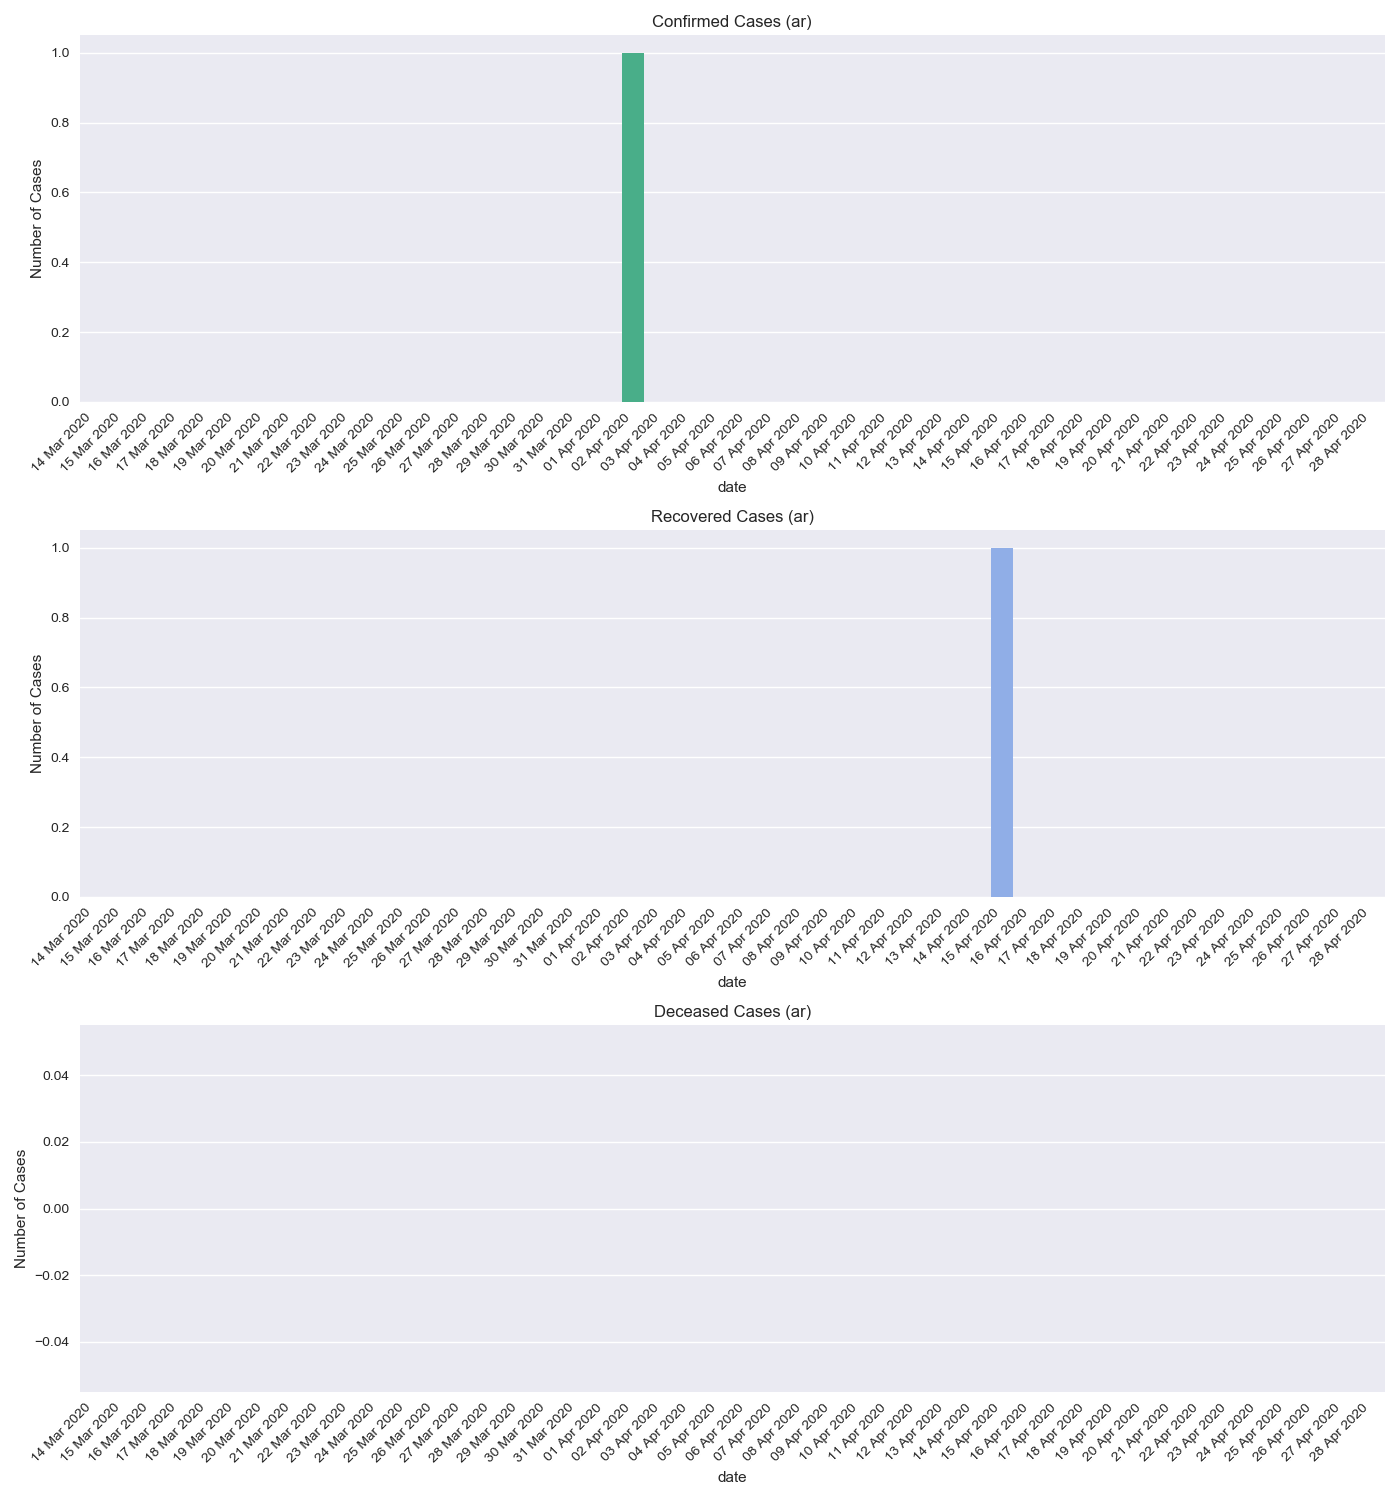 Confirmed Cases (ar)
Number of Cases
1.0
0.8
0.6
0.4
0.2
0.0
14 Mar 2020
15 Mar 2020
16 Mar 2020
17 Mar 2020
18 Mar 2020
19 Mar 2020
20 Mar 2020
21 Mar 2020
22 Mar 2020
23 Mar 2020
24 Mar 2020
25 Mar 2020
26 Mar 2020
27 Mar 2020
28 Mar 2020
29 Mar 2020
30 Mar 2020
31 Mar 2020
01 Apr 2020
02 Apr 2020
03 Apr 2020
04 Apr 2020
05 Apr 2020
06 Apr 2020
07 Apr 2020
08 Apr 2020
09 Apr 2020
10 Apr 2020
11 Apr 2020
12 Apr 2020
13 Apr 2020
14 Apr 2020
15 Apr 2020
16 Apr 2020
17 Apr 2020
18 Apr 2020
19 Apr 2020
20 Apr 2020
21 Apr 2020
22 Apr 2020
23 Apr 2020
24 Apr 2020
25 Apr 2020
26 Apr 2020
27 Apr 2020
28 Apr 2020
date
Recovered Cases (ar)
Number of Cases
1.0
0.8
0.6
0.4
0.2
0.0
14 Mar 2020
15 Mar 2020
16 Mar 2020
17 Mar 2020
18 Mar 2020
19 Mar 2020
20 Mar 2020
21 Mar 2020
22 Mar 2020
23 Mar 2020
24 Mar 2020
25 Mar 2020
26 Mar 2020
27 Mar 2020
28 Mar 2020
29 Mar 2020
30 Mar 2020
31 Mar 2020
01 Apr 2020
02 Apr 2020
03 Apr 2020
04 Apr 2020
05 Apr 2020
06 Apr 2020
07 Apr 2020
08 Apr 2020
09 Apr 2020
10 Apr 2020
11 Apr 2020
12 Apr 2020
13 Apr 2020
14 Apr 2020
15 Apr 2020
16 Apr 2020
17 Apr 2020
18 Apr 2020
19 Apr 2020
20 Apr 2020
21 Apr 2020
22 Apr 2020
23 Apr 2020
24 Apr 2020
25 Apr 2020
26 Apr 2020
27 Apr 2020
28 Apr 2020
date
Deceased Cases (ar)
Number of Cases
0.04
0.02
0.00
−0.02
−0.04
14 Mar 2020
15 Mar 2020
16 Mar 2020
17 Mar 2020
18 Mar 2020
19 Mar 2020
20 Mar 2020
21 Mar 2020
22 Mar 2020
23 Mar 2020
24 Mar 2020
25 Mar 2020
26 Mar 2020
27 Mar 2020
28 Mar 2020
29 Mar 2020
30 Mar 2020
31 Mar 2020
01 Apr 2020
02 Apr 2020
03 Apr 2020
04 Apr 2020
05 Apr 2020
06 Apr 2020
07 Apr 2020
08 Apr 2020
09 Apr 2020
10 Apr 2020
11 Apr 2020
12 Apr 2020
13 Apr 2020
14 Apr 2020
15 Apr 2020
16 Apr 2020
17 Apr 2020
18 Apr 2020
19 Apr 2020
20 Apr 2020
21 Apr 2020
22 Apr 2020
23 Apr 2020
24 Apr 2020
25 Apr 2020
26 Apr 2020
27 Apr 2020
28 Apr 2020
date